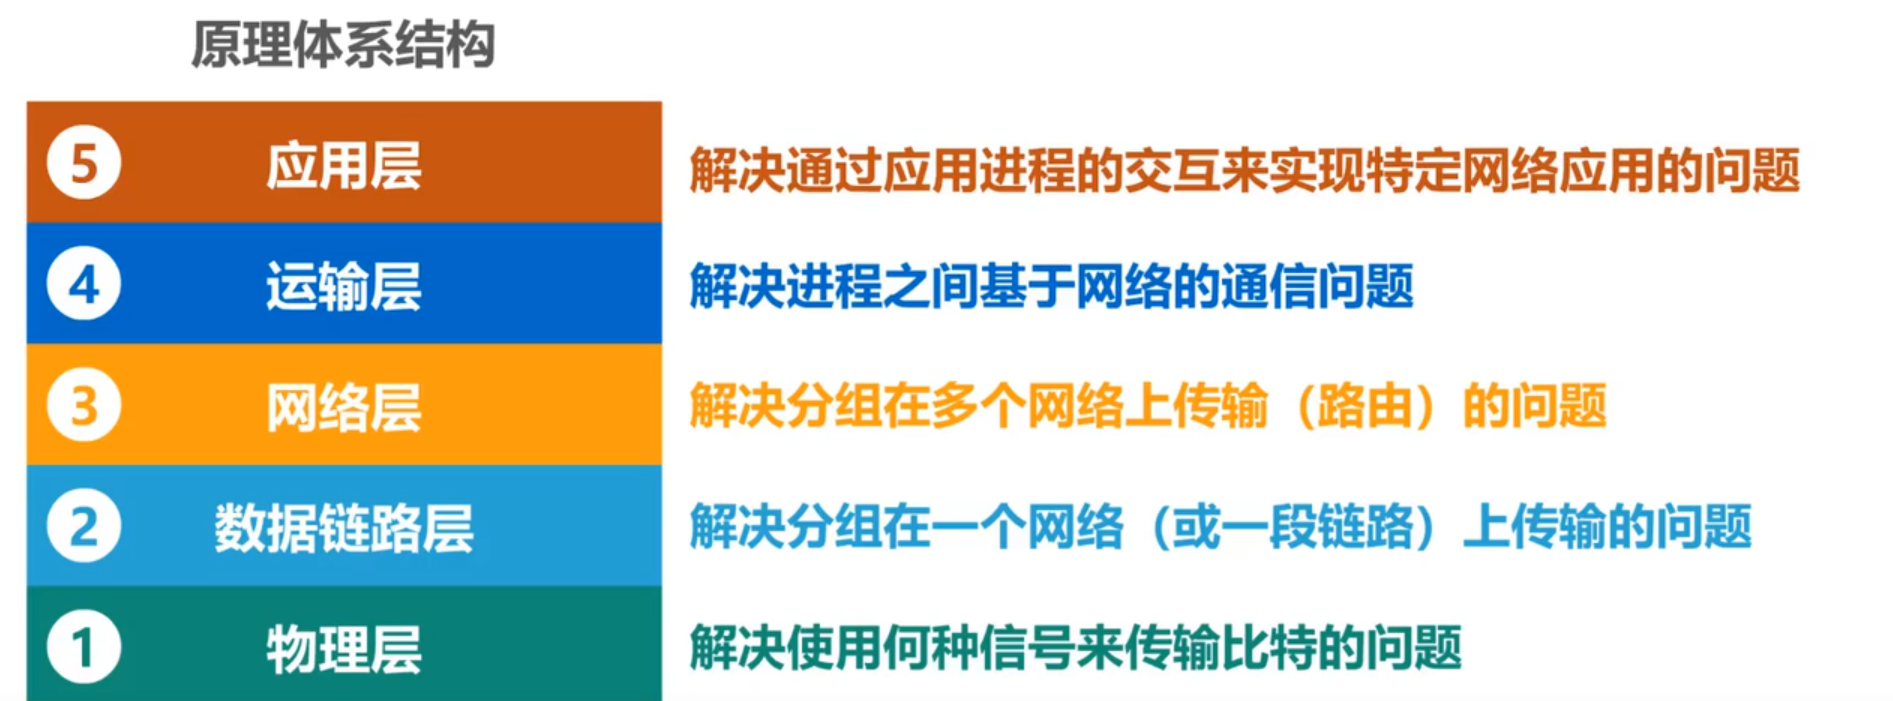 原理体系结构
5 应用层 解决通过应用进程的交互来实现特定网络应用的问题
4 运输层 解决进程之间基于网络的通信问题
3 网络层 解决分组在多个网络上传输（路由）的问题
2 数据链路层 解决分组在一个网络（或一段链路）上传输的问题
1 物理层 解决使用何种信号来传输比特的问题